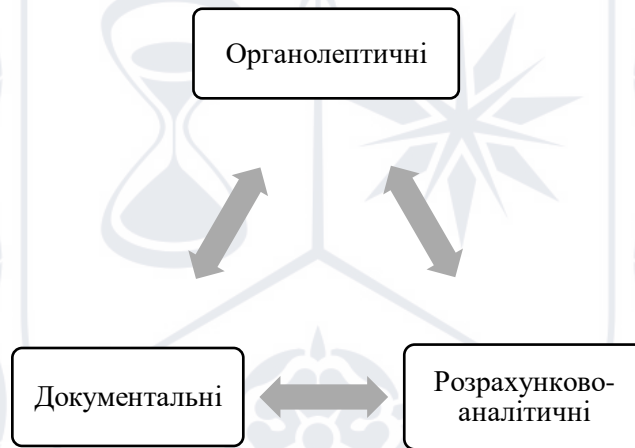 Органолептичні
Документальні
Розрахунково-
аналітичні